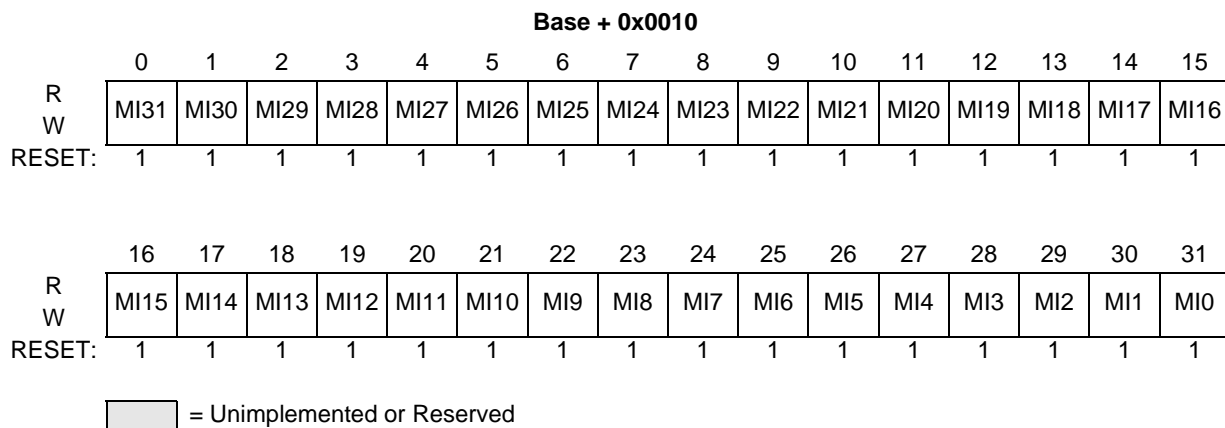 Base + 0x0010
0 1 2 3 4 5 6 7 8 9 10 11 12 13 14 15
R
W
MI31 MI30 MI29 MI28 MI27 MI26 MI25 MI24 MI23 MI22 MI21 MI20 MI19 MI18 MI17 MI16
RESET: 1 1 1 1 1 1 1 1 1 1 1 1 1 1 1 1
16 17 18 19 20 21 22 23 24 25 26 27 28 29 30 31
R
W
MI15 MI14 MI13 MI12 MI11 MI10 MI9 MI8 MI7 MI6 MI5 MI4 MI3 MI2 MI1 MI0
RESET: 1 1 1 1 1 1 1 1 1 1 1 1 1 1 1 1
= Unimplemented or Reserved